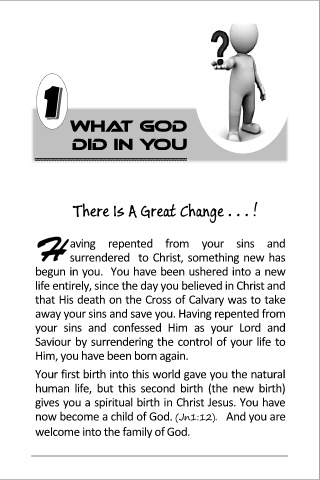 ?
1
WHAT GOD
DID IN YOU
There Is A Great Change . . . !
Having repented from your sins and
surrendered to Christ, something new has
begun in you. You have been ushered into a new
life entirely, since the day you believed in Christ and
that His death on the Cross of Calvary was to take
away your sins and save you. Having repented from
your sins and confessed Him as your Lord and
Saviour by surrendering the control of your life to
Him, you have been born again.
Your first birth into this world gave you the natural
human life, but this second birth (the new birth)
gives you a spiritual birth in Christ Jesus. You have
now become a child of God. (Jn1:12). And you are
welcome into the family of God.